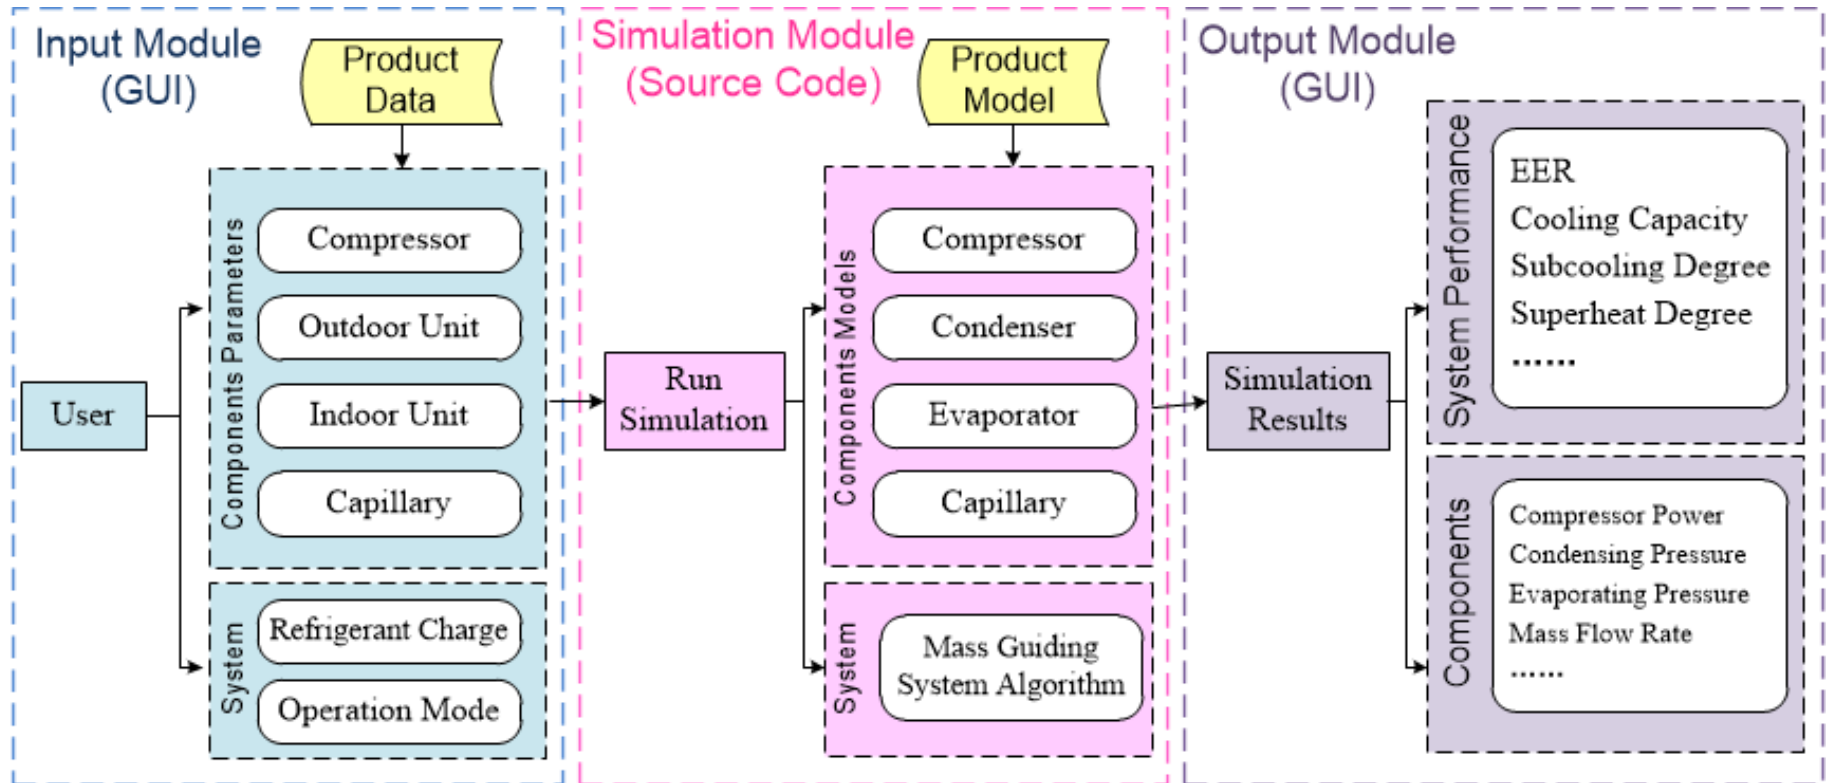 Input Module
(GUI)
Product
Data
User
Components Parameters
Compressor
Outdoor Unit
Indoor Unit
Capillary
System
Refrigerant Charge
Operation Mode
Simulation Module
(Source Code)
Product
Model
Run
Simulation
Components Models
Compressor
Condenser
Evaporator
Capillary
System
Mass Guiding
System Algorithm
Output Module
(GUI)
Simulation
Results
System Performance
EER
Cooling Capacity
Subcooling Degree
Superheat Degree
......
Components
Compressor Power
Condensing Pressure
Evaporating Pressure
Mass Flow Rate
......